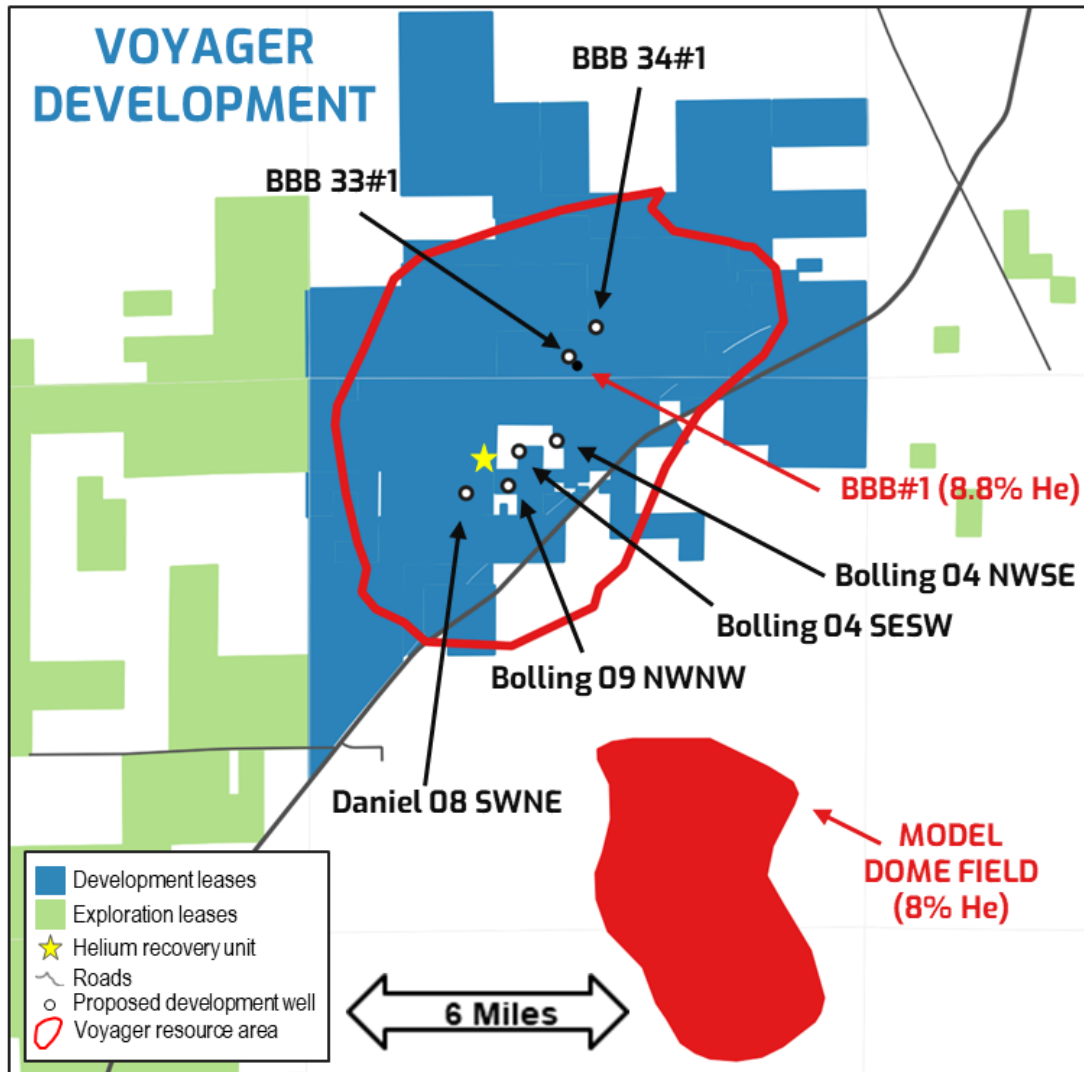 VOYAGER
DEVELOPMENT
BBB 34#1
BBB 33#1
BBB#1 (8.8% He)
Bolling 04 NWSE
Bolling 04 SESW
Bolling 09 NWNW
Daniel 08 SWNE
MODEL
DOME FIELD
(8% He)
Development leases
Exploration leases
Helium recovery unit
Roads
Proposed development well
Voyager resource area
6 Miles